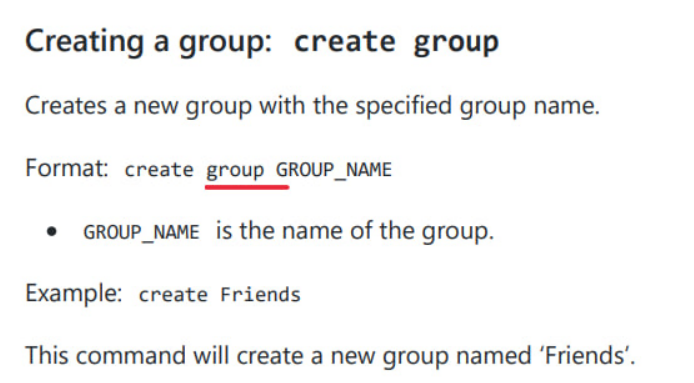 Creating a group: create group
Creates a new group with the specified group name.
Format: create group GROUP_NAME
• GROUP_NAME is the name of the group.
Example: create Friends
This command will create a new group named ‘Friends’.